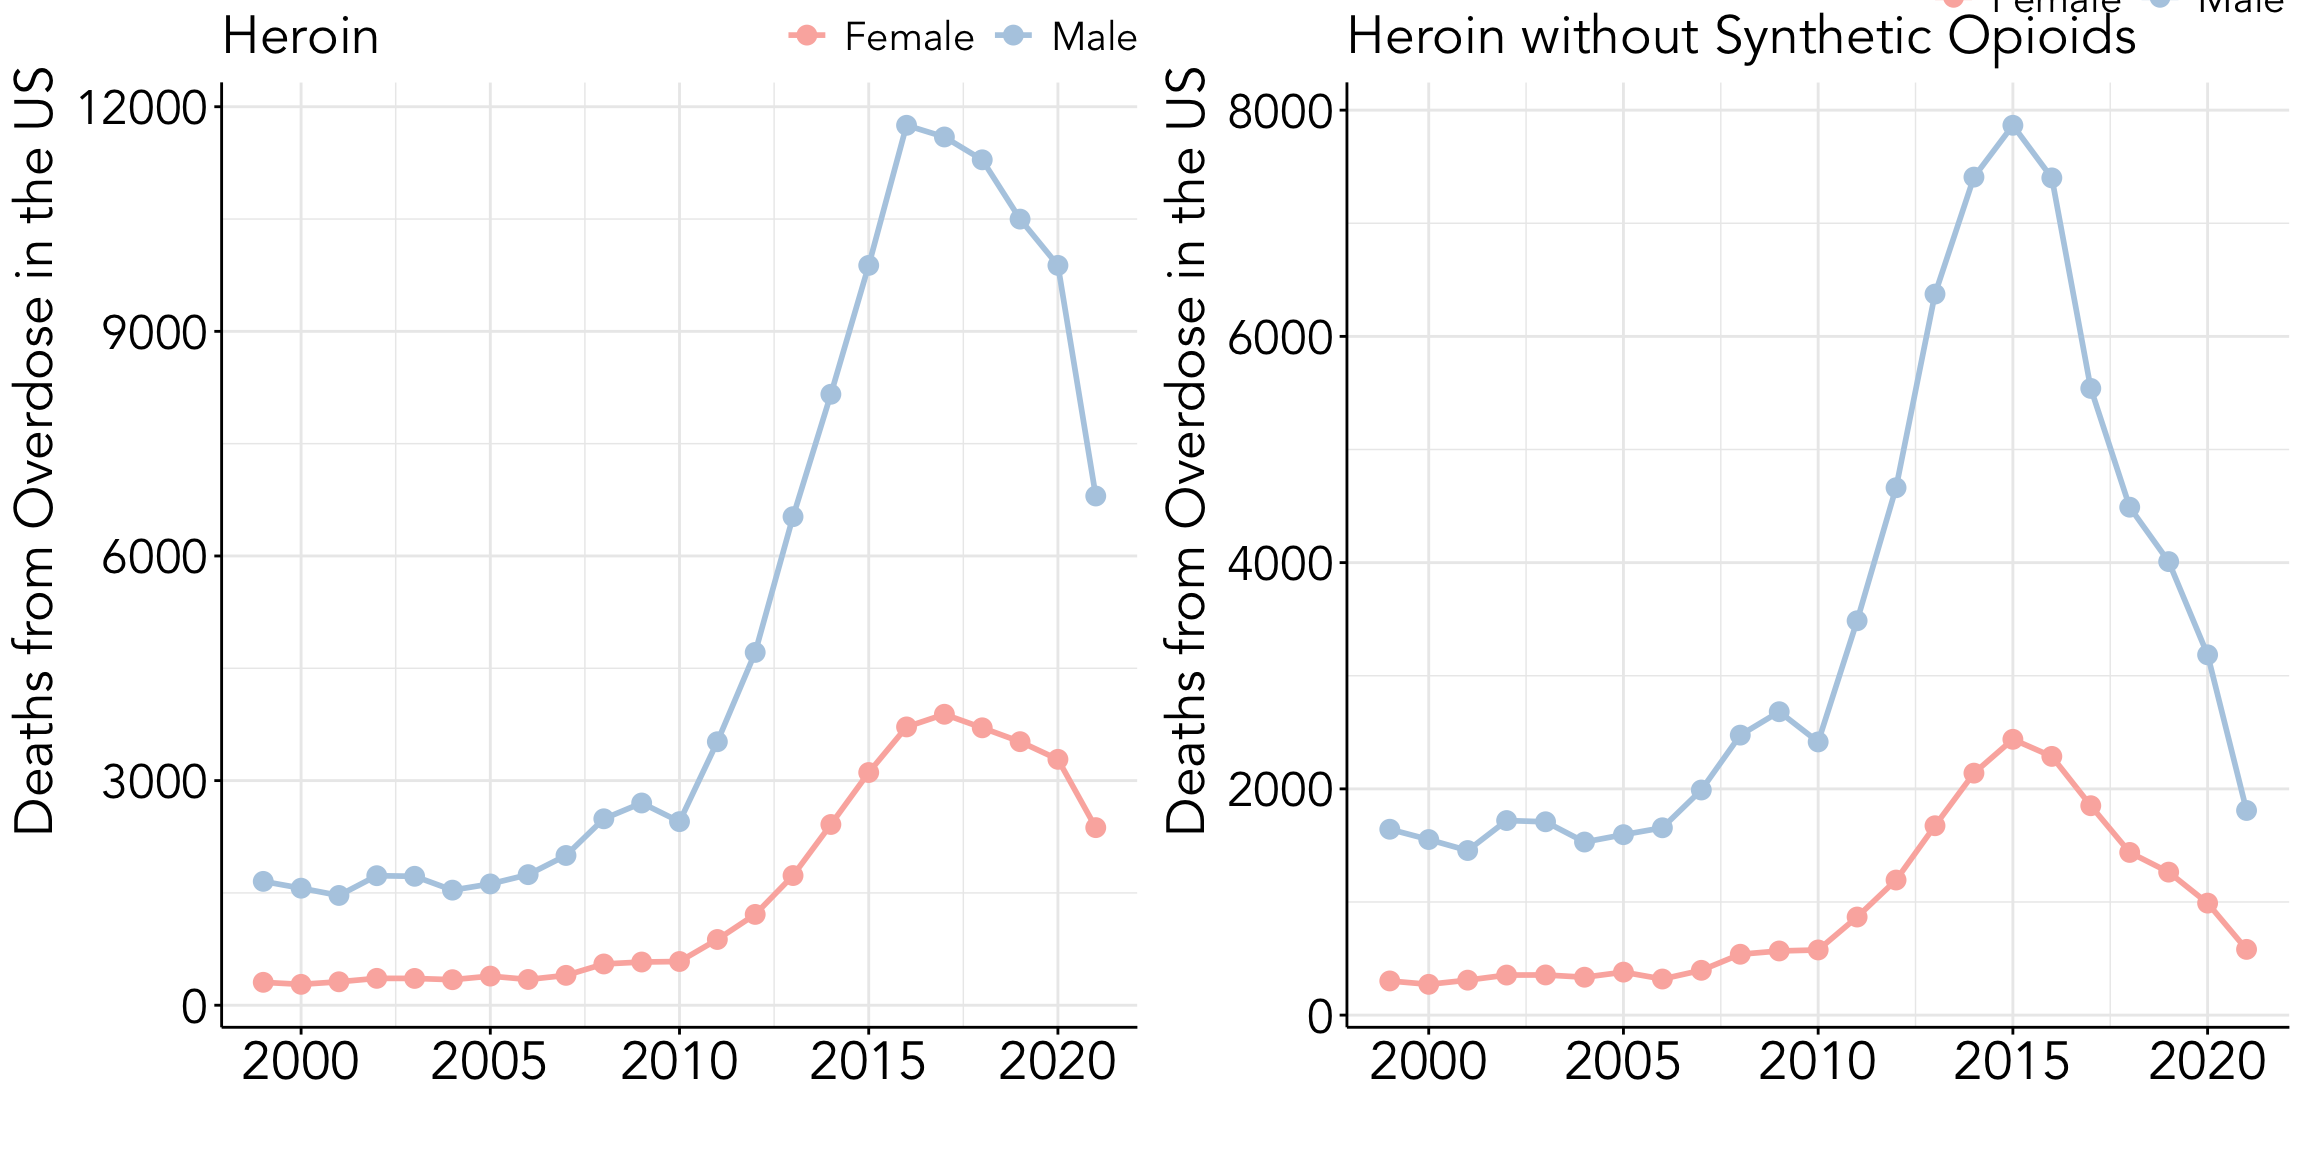 Heroin
Female Male
Deaths from Overdose in the US
12000
9000
6000
3000
0
2000 2005 2010 2015 2020
Female Male
Heroin without Synthetic Opioids
Deaths from Overdose in the US
8000
6000
4000
2000
0
2000 2005 2010 2015 2020